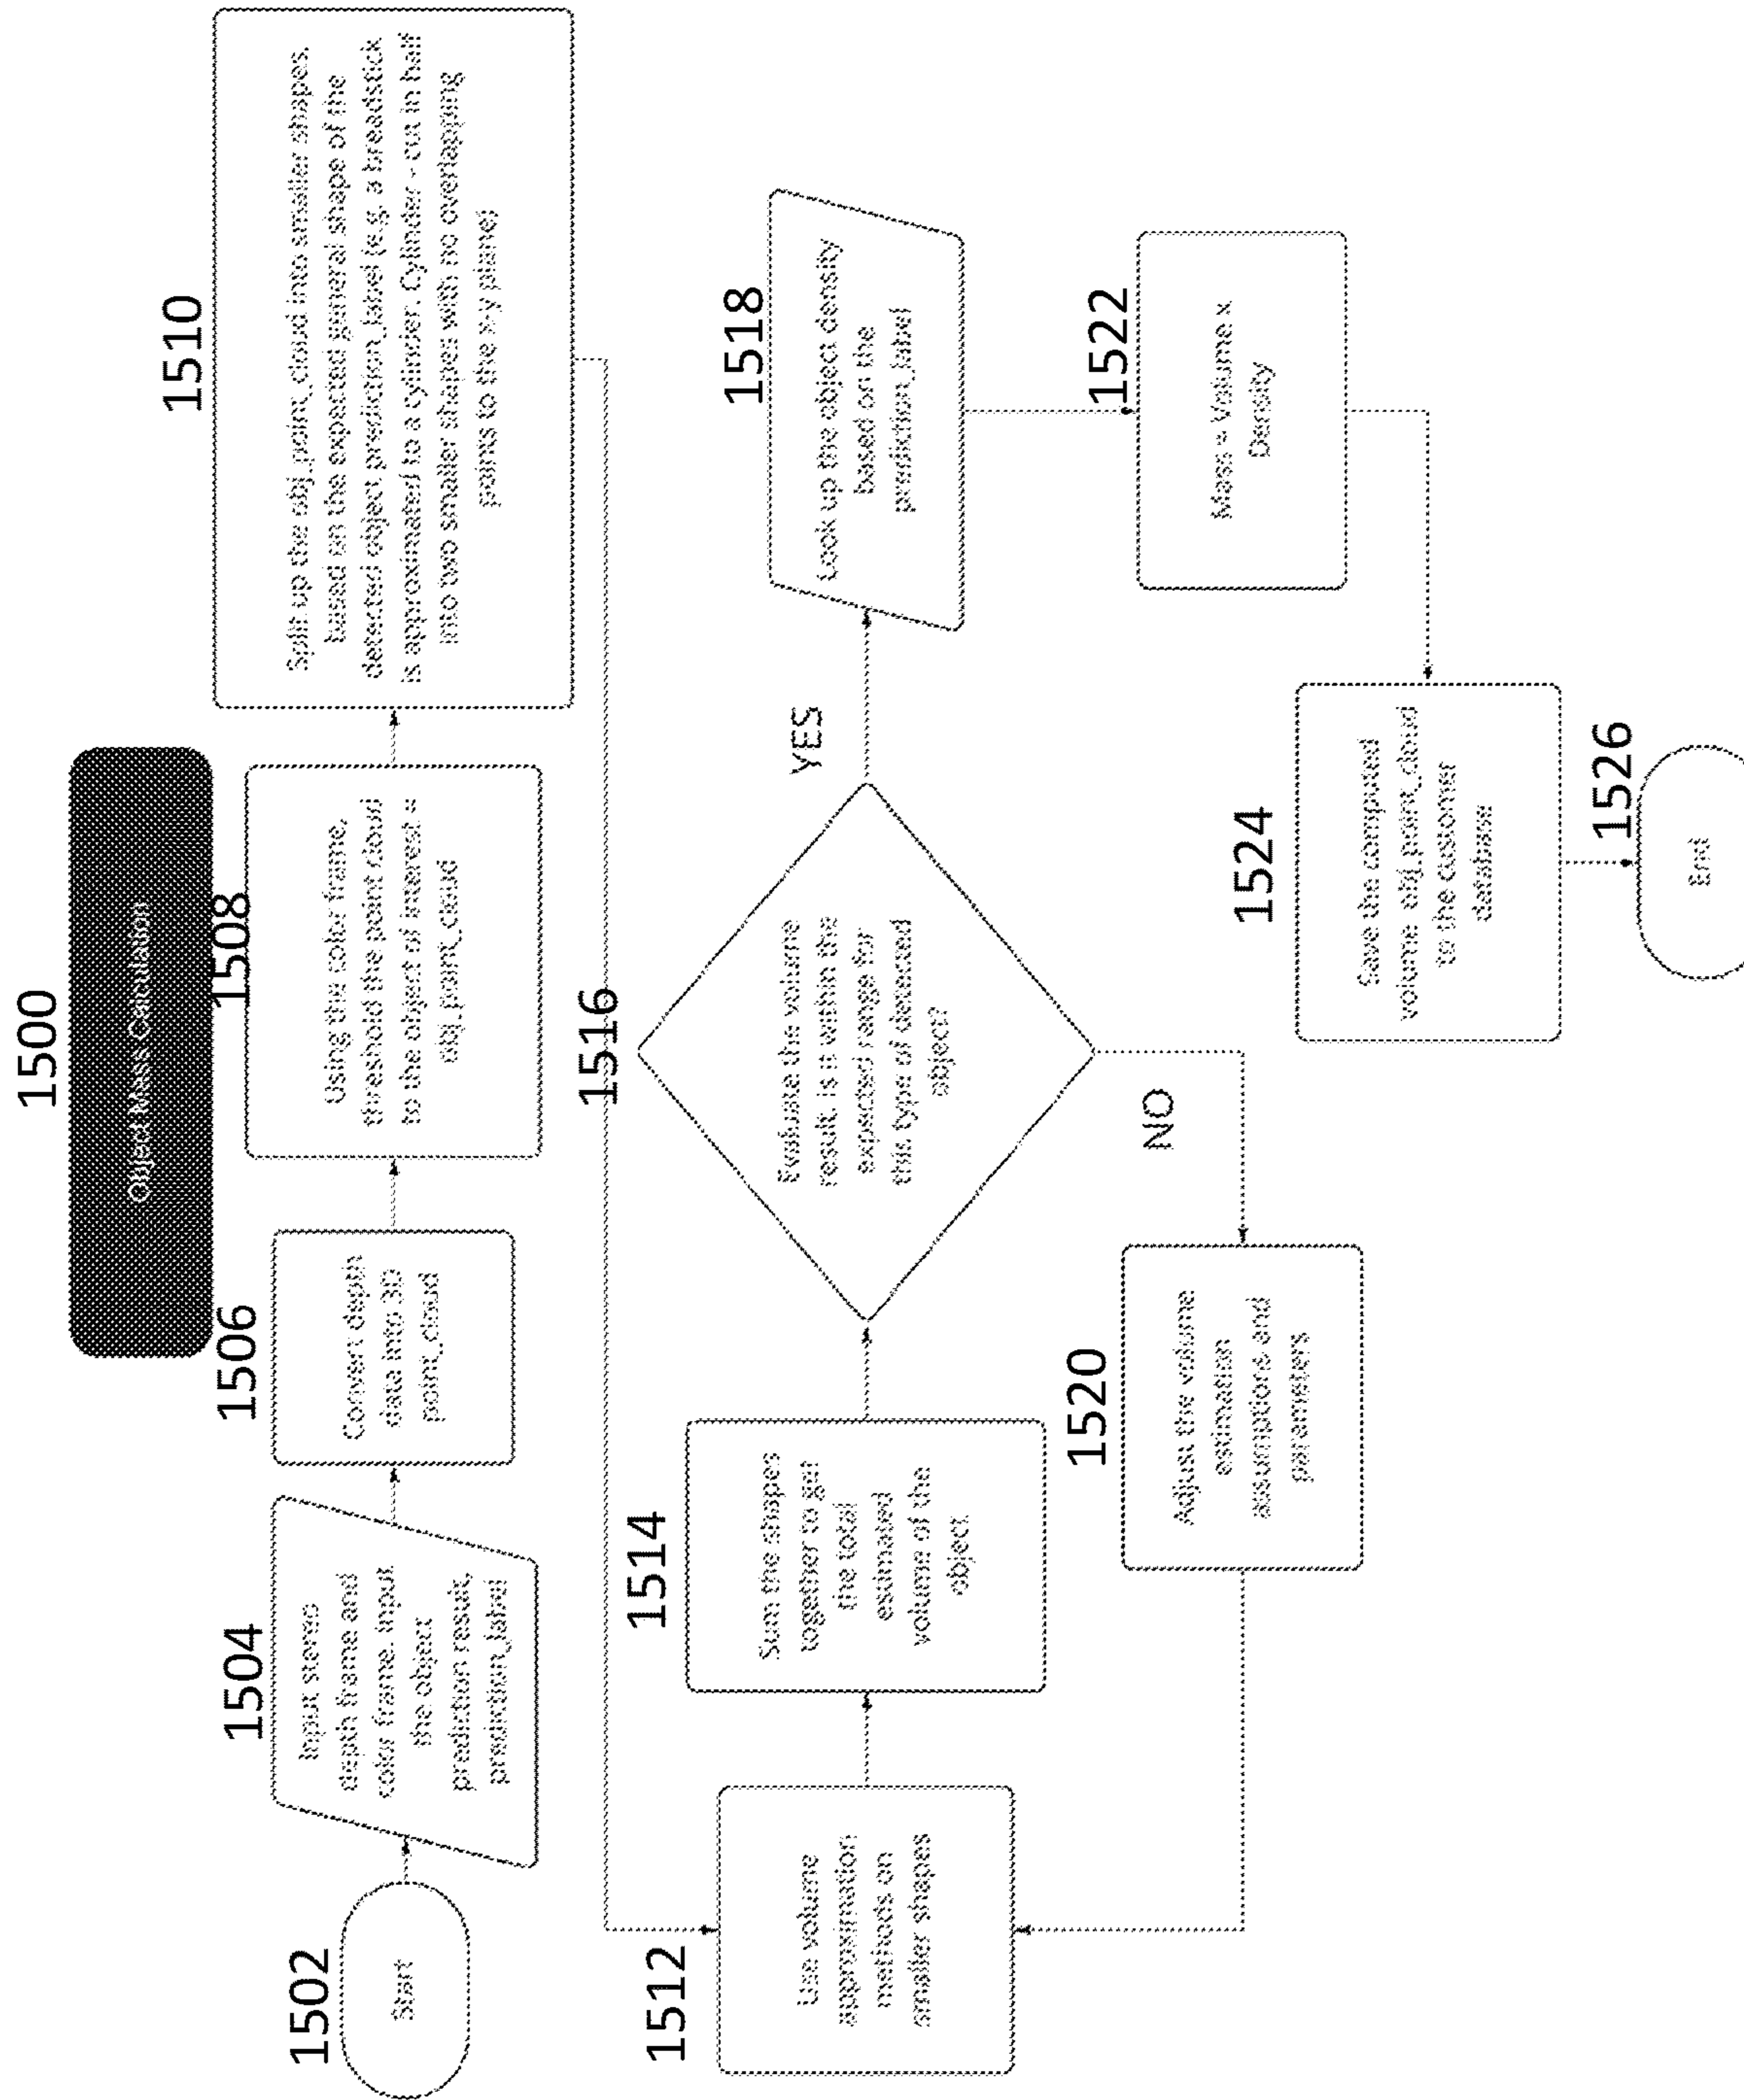 1500
Object Mass Calculation
1502
Start
1504
Input stereo
depth frame and
color frame. Input
the object
prediction result,
prediction_label
1506
Convert depth
data into 3D
point_cloud
1508
Using the color frame,
threshold the point cloud
to the object of interest =
obj_point_cloud
1510
Split up the obj_point_cloud into smaller shapes,
based on the expected general shape of the
detected object, prediction_label (e.g. a breadstick
is approximated to a cylinder. Cylinder - cut in half
into two smaller shapes with no overlapping
points to the x-y plane)
1512
Use volume
approximation
methods on
smaller shapes
1514
Sum the shapes
together to get
the total
estimated
volume of the
object.
1516
Evaluate the volume
result. Is it within the
expected range for
this type of detected
object?
YES
NO
1518
Look up the object density
based on the
prediction_label
1520
Adjust the volume
estimation
assumptions and
parameters
1522
Mass = Volume x
Density
1524
Save the computed
volume obj_point_cloud
to the customer
database
1526
End